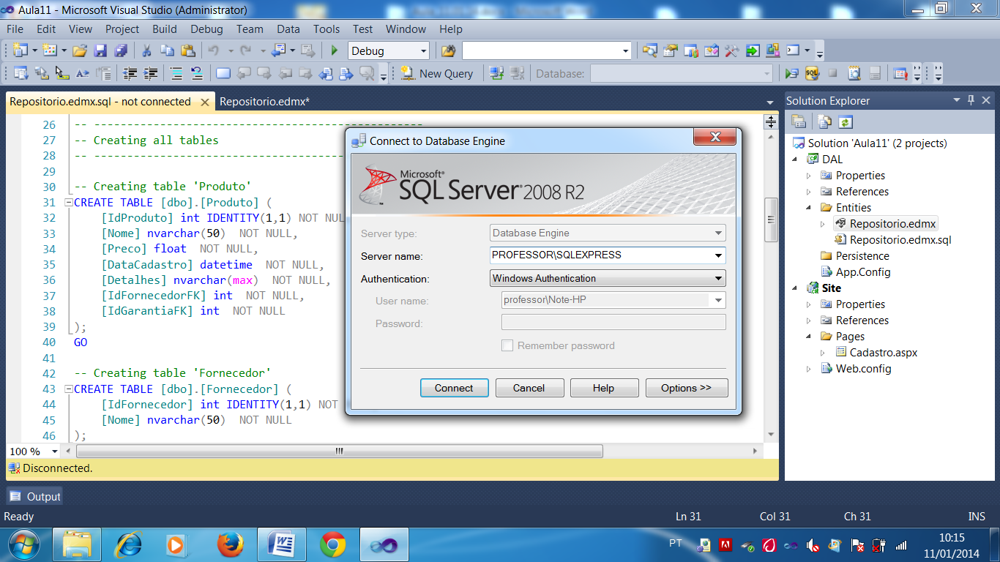 Aula11 - Microsoft Visual Studio (Administrator)
File Edit View Project Build Debug Team Data Tools Test Window Help
Debug
New Query Database:
Repositorio.edmx.sql - not connected Repositorio.edmx*
26 -- --------------------------------------------------
27 -- Creating all tables
28 -- --------------------------------------
29
30 -- Creating table 'Produto'
31 CREATE TABLE [dbo].[Produto] (
32 [IdProduto] int IDENTITY(1,1) NOT NUL
33 [Nome] nvarchar(50) NOT NULL,
34 [Preco] float NOT NULL,
35 [DataCadastro] datetime NOT NULL,
36 [Detalhes] nvarchar(max) NOT NULL,
37 [IdFornecedorFK] int NOT NULL,
38 [IdGarantiaFK] int NOT NULL
39 );
40 GO
41
42 -- Creating table 'Fornecedor'
43 CREATE TABLE [dbo].[Fornecedor] (
44 [IdFornecedor] int IDENTITY(1,1) NOT
45 [Nome] nvarchar(50) NOT NULL
46 );
100 %
Disconnected.
Connect to Database Engine
Microsoft®
SQL Server® 2008 R2
Server type: Database Engine
Server name: PROFESSOR\SQLEXPRESS
Authentication: Windows Authentication
User name: professor\Note-HP
Password:
Remember password
Connect Cancel Help Options >>
Solution Explorer
Solution 'Aula11' (2 projects)
DAL
Properties
References
Entities
Repositorio.edmx
Repositorio.edmx.sql
Persistence
App.Config
Site
Properties
References
Pages
Cadastro.aspx
Web.config
Output
Ready Ln 31 Col 31 Ch 31 INS
PT
10:15
11/01/2014